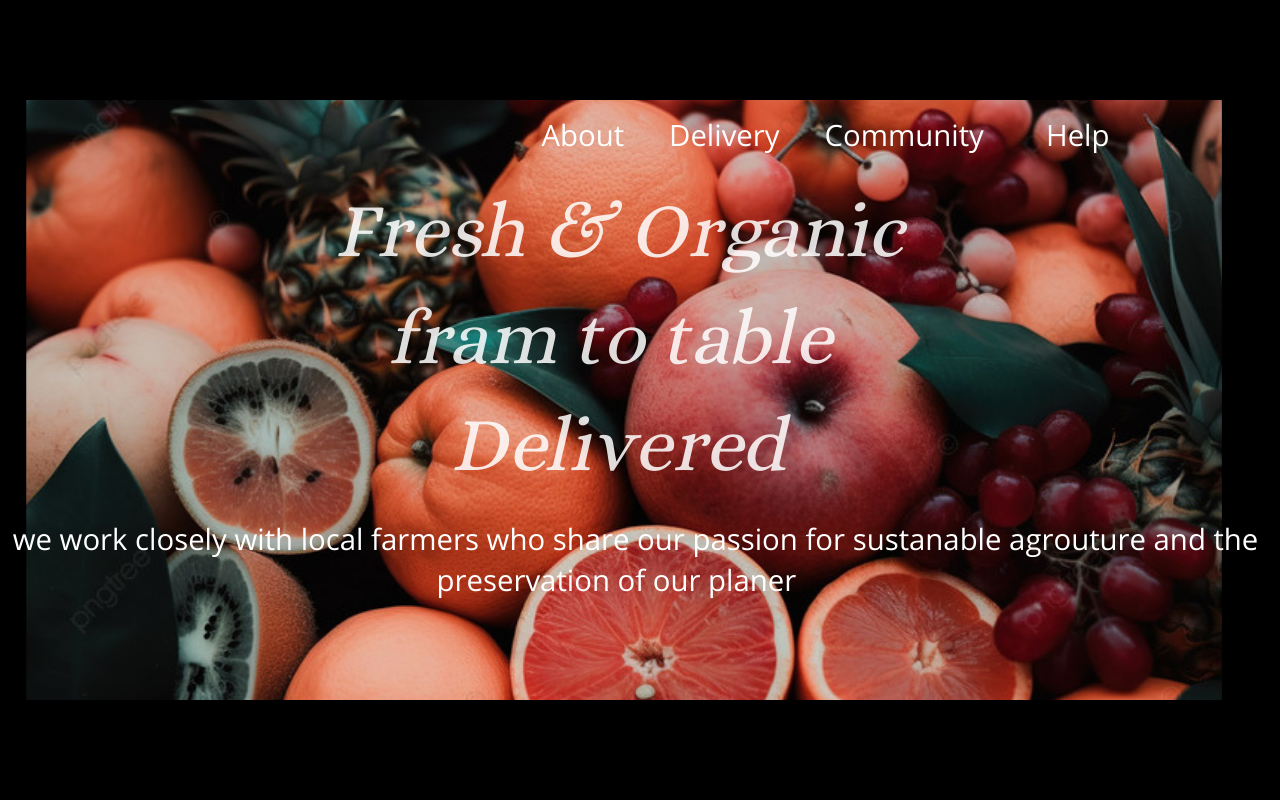 About Delivery Community Help
Fresh & Organic
fram to table
Delivered
we work closely with local farmers who share our passion for sustanable agrouture and the
preservation of our planer
pngtree